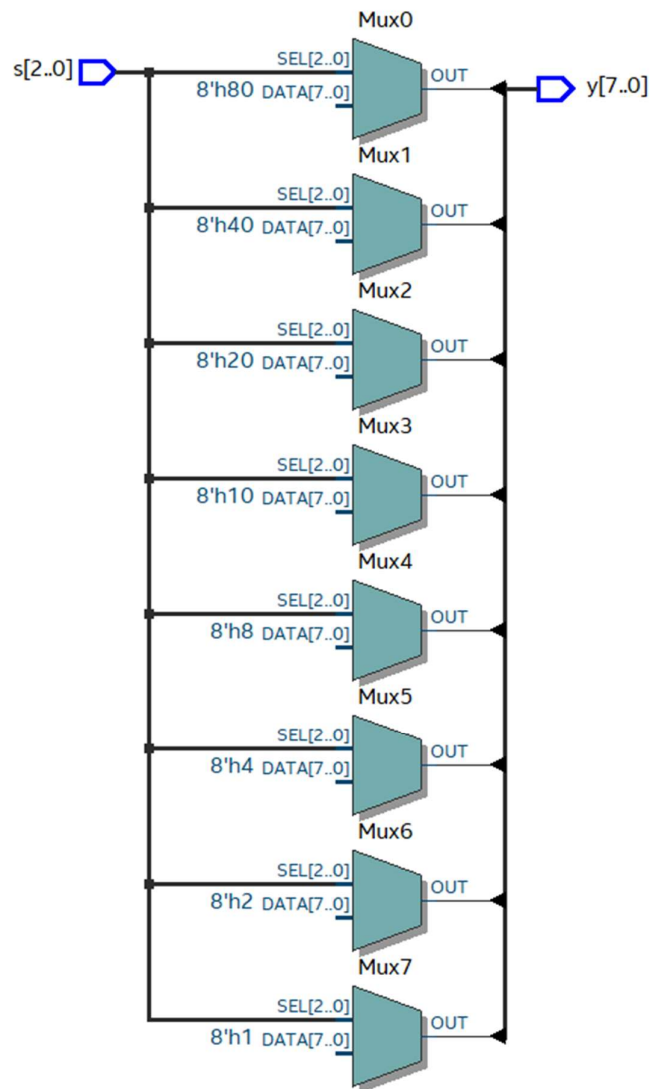 Mux0
s[2..0]
SEL[2..0]
8'h80 DATA[7..0]
OUT
y[7..0]
Mux1
SEL[2..0]
8'h40 DATA[7..0]
OUT
Mux2
SEL[2..0]
8'h20 DATA[7..0]
OUT
Mux3
SEL[2..0]
8'h10 DATA[7..0]
OUT
Mux4
SEL[2..0]
8'h8 DATA[7..0]
OUT
Mux5
SEL[2..0]
8'h4 DATA[7..0]
OUT
Mux6
SEL[2..0]
8'h2 DATA[7..0]
OUT
Mux7
SEL[2..0]
8'h1 DATA[7..0]
OUT